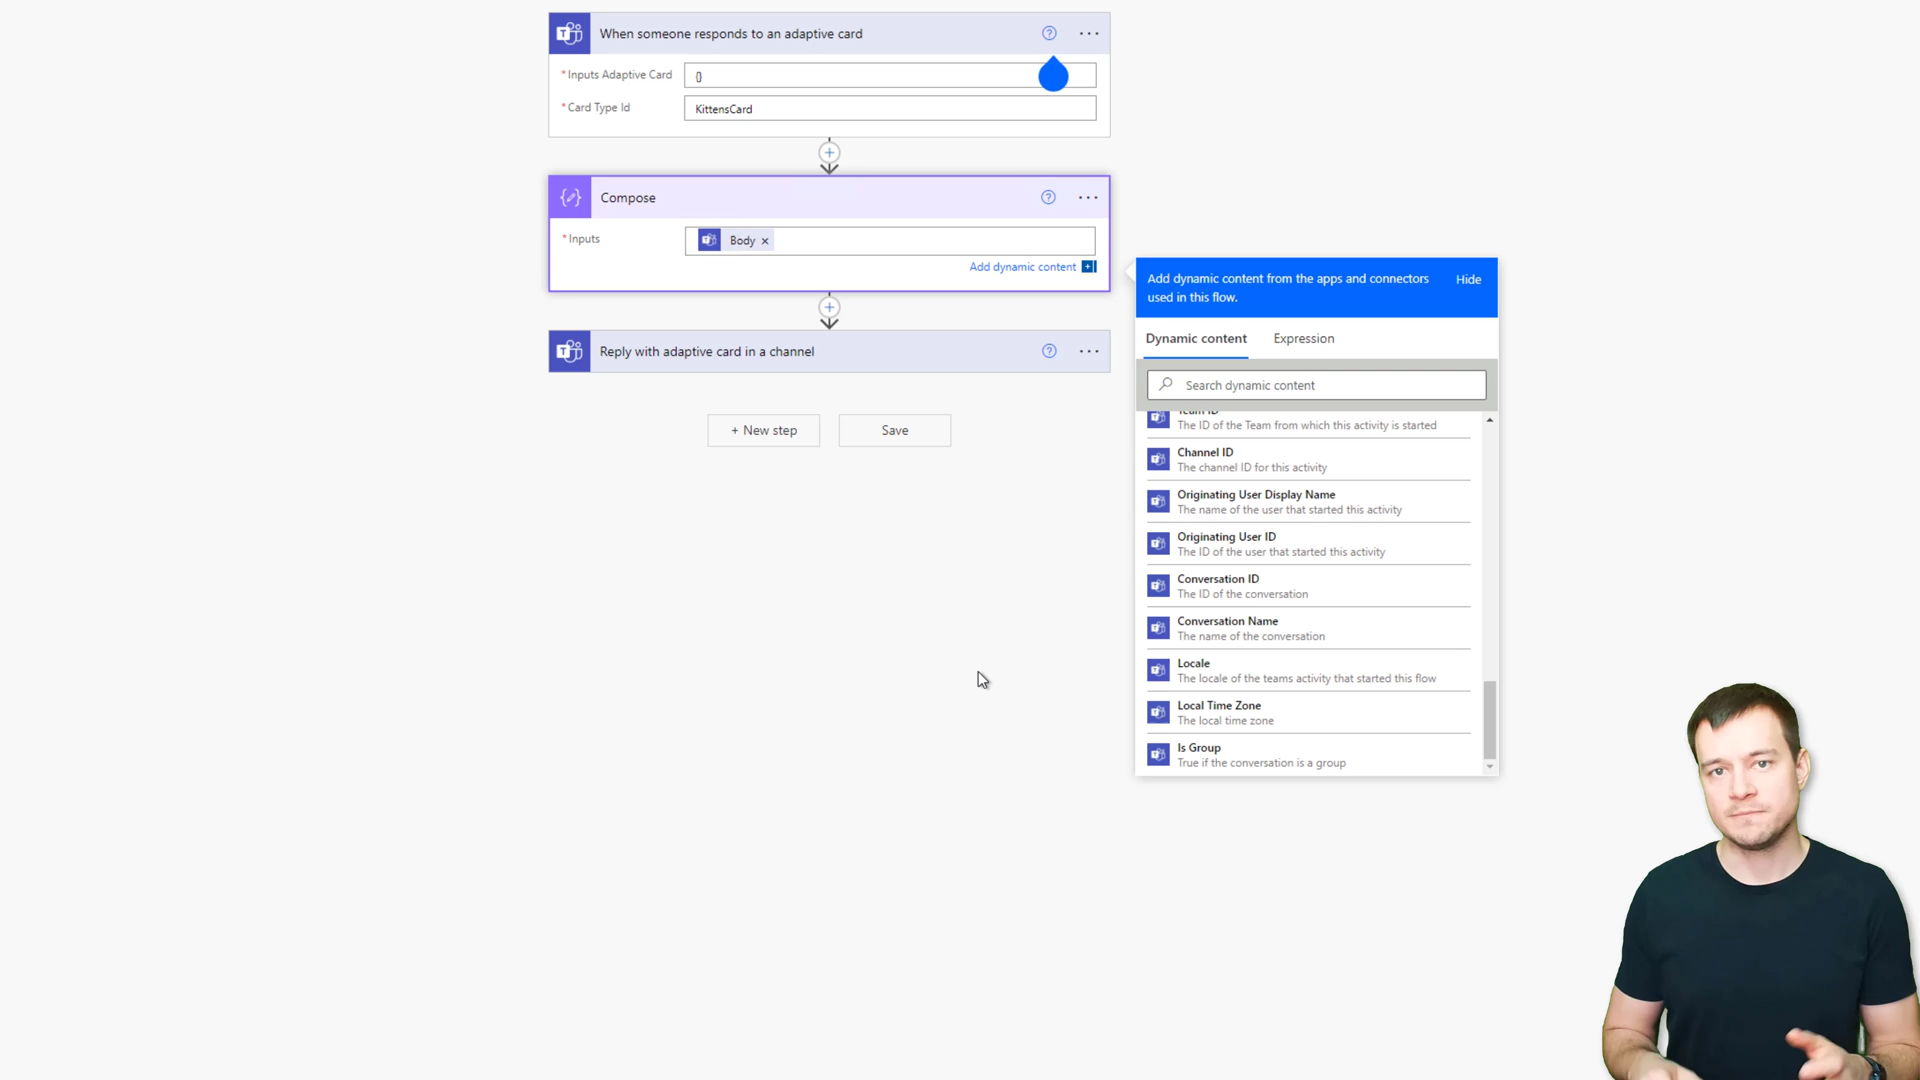 When someone responds to an adaptive card
* Inputs Adaptive Card
{}
* Card Type Id
KittensCard
Compose
* Inputs
Body ×
Add dynamic content
Reply with adaptive card in a channel
+ New step
Save
Add dynamic content from the apps and connectors
used in this flow.
Hide
Dynamic content
Expression
Search dynamic content
Team ID
The ID of the Team from which this activity is started
Channel ID
The channel ID for this activity
Originating User Display Name
The name of the user that started this activity
Originating User ID
The ID of the user that started this activity
Conversation ID
The ID of the conversation
Conversation Name
The name of the conversation
Locale
The locale of the teams activity that started this flow
Local Time Zone
The local time zone
Is Group
True if the conversation is a group